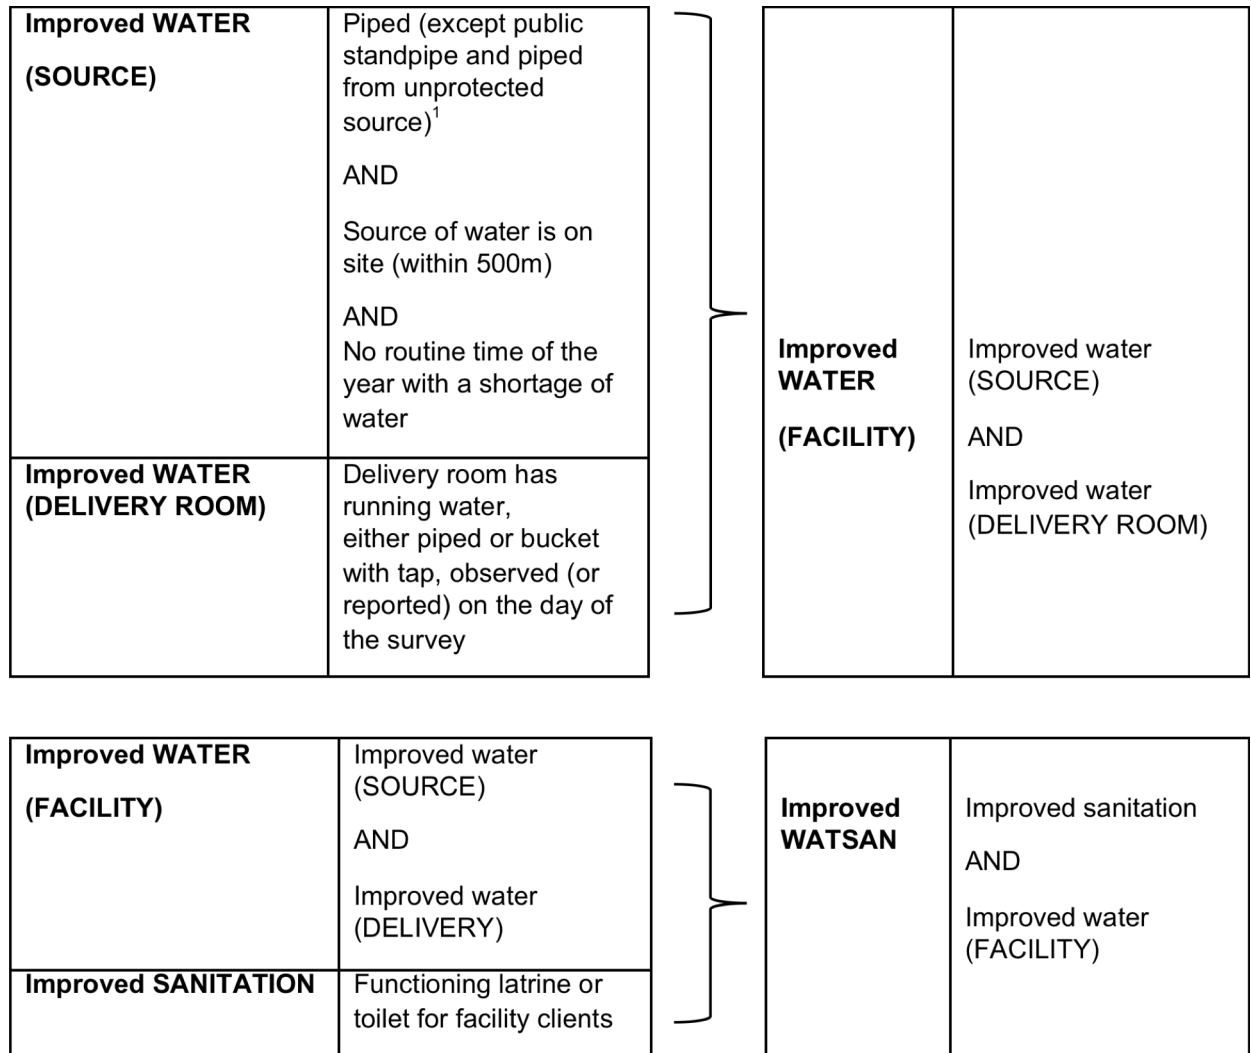 Improved WATER
(SOURCE)
Piped (except public
standpipe and piped
from unprotected
source)1
AND
Source of water is on
site (within 500m)
AND
No routine time of the
year with a shortage of
water
Improved WATER
(DELIVERY ROOM)
Delivery room has
running water,
either piped or bucket
with tap, observed (or
reported) on the day of
the survey
Improved
WATER
(FACILITY)
Improved water
(SOURCE)
AND
Improved water
(DELIVERY ROOM)
Improved WATER
(FACILITY)
Improved water
(SOURCE)
AND
Improved water
(DELIVERY)
Improved SANITATION
Functioning latrine or
toilet for facility clients
Improved
WATSAN
Improved sanitation
AND
Improved water
(FACILITY)